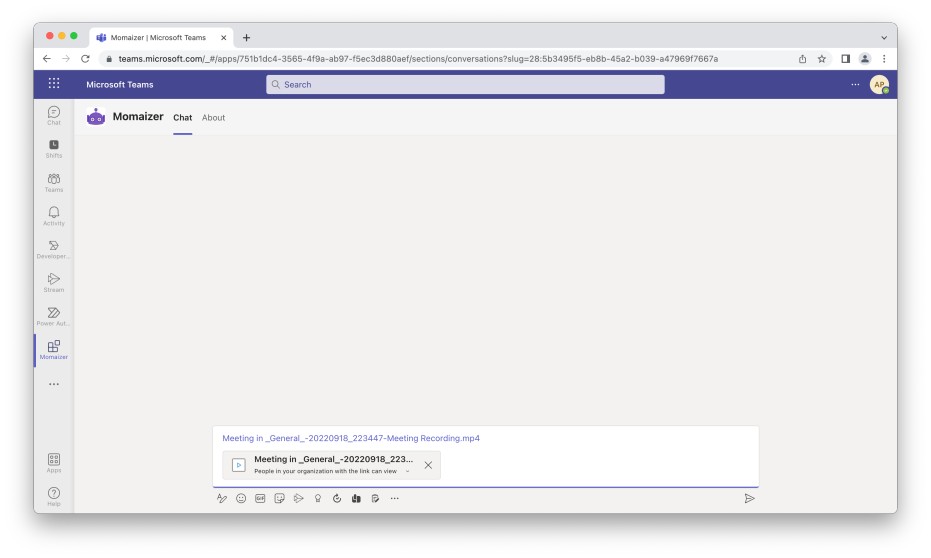 Momaizer | Microsoft Teams
teams.microsoft.com/_#/apps/751b1dc4-3565-4f9a-ab97-f5ec3d880aef/sections/conversations?slug=28:5b3495f5-eb8b-45a2-b039-a47969f7667a
Microsoft Teams
Search
AP
Chat
Shifts
Teams
Activity
Developer...
Stream
Power Aut...
Momaizer
Apps
Help
Momaizer
Chat
About
Meeting in _General_-20220918_223447-Meeting Recording.mp4
Meeting in _General_-20220918_223...
People in your organization with the link can view
GIF